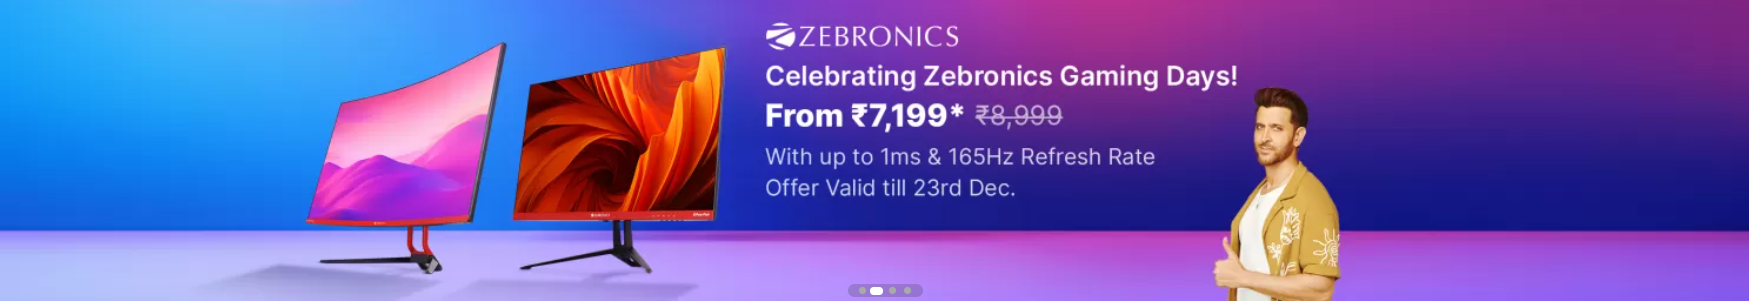 ZEBRONICS
Celebrating Zebronics Gaming Days!
From ₹7,199* ₹8,999
With up to 1ms & 165Hz Refresh Rate
Offer Valid till 23rd Dec.